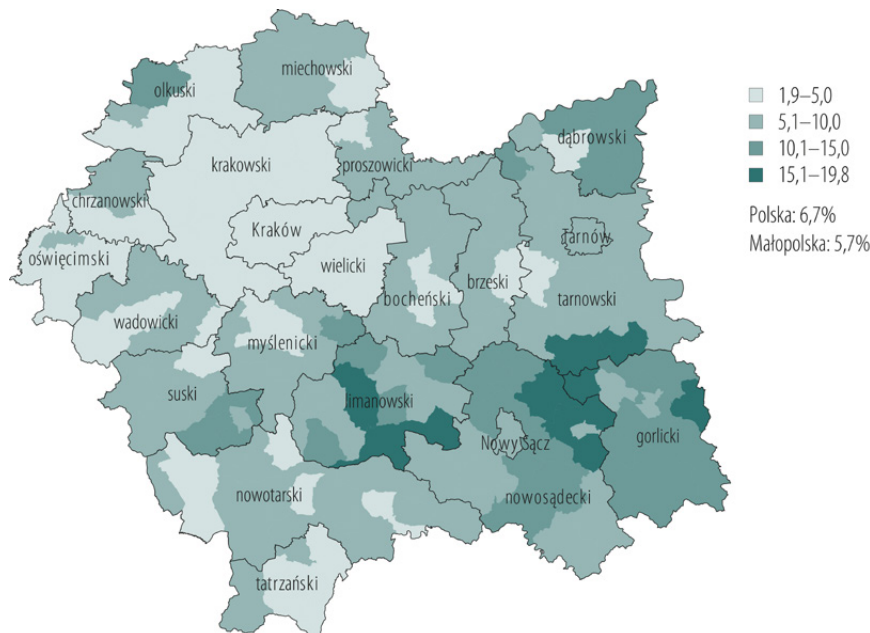 miechowski
olkuski
dąbrowski
krakowski
proszowicki
chrzanowski
Kraków
Tarnów
oświęcimski
wielicki
bocheński
brzeski
tarnowski
wadowicki
myślenicki
suski
limanowski
Nowy Sącz
gorlicki
nowotarski
nowosądecki
tatrzański
1,9–5,0
5,1–10,0
10,1–15,0
15,1–19,8
Polska: 6,7%
Małopolska: 5,7%